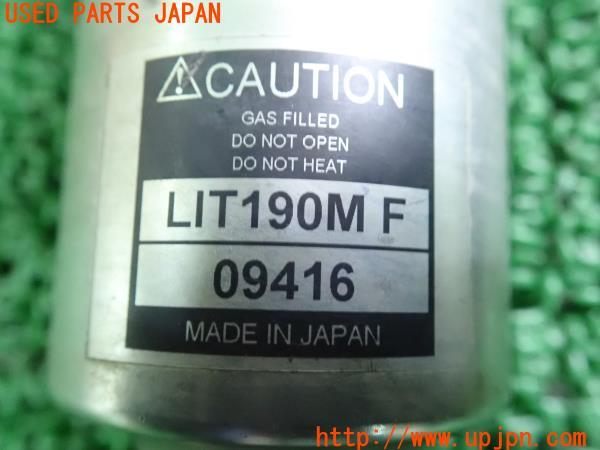 USED PARTS JAPAN
CAUTION
GAS FILLED
DO NOT OPEN
DO NOT HEAT
LIT190M F
09416
MADE IN JAPAN
http://www.upjpn.com/